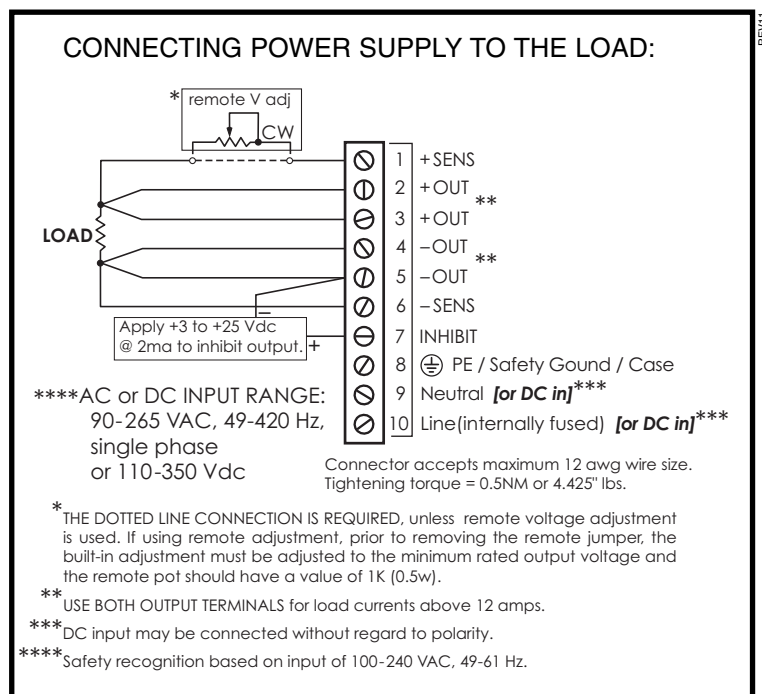 REV11
CONNECTING POWER SUPPLY TO THE LOAD:
* remote V adj
CW
1 +SENS
2 +OUT
**
3 +OUT
LOAD
4 –OUT
**
5 –OUT
6 –SENS
–
Apply +3 to +25 Vdc
@ 2ma to inhibit output.
+
7 INHIBIT
8 PE / Safety Gound / Case
9 Neutral [or DC in]***
10 Line(internally fused) [or DC in]***
****AC or DC INPUT RANGE:
90-265 VAC, 49-420 Hz,
single phase
or 110-350 Vdc
Connector accepts maximum 12 awg wire size.
Tightening torque = 0.5NM or 4.425" lbs.
*THE DOTTED LINE CONNECTION IS REQUIRED, unless remote voltage adjustment
is used. If using remote adjustment, prior to removing the remote jumper, the
built-in adjustment must be adjusted to the minimum rated output voltage and
the remote pot should have a value of 1K (0.5w).
**USE BOTH OUTPUT TERMINALS for load currents above 12 amps.
***DC input may be connected without regard to polarity.
****Safety recognition based on input of 100-240 VAC, 49-61 Hz.